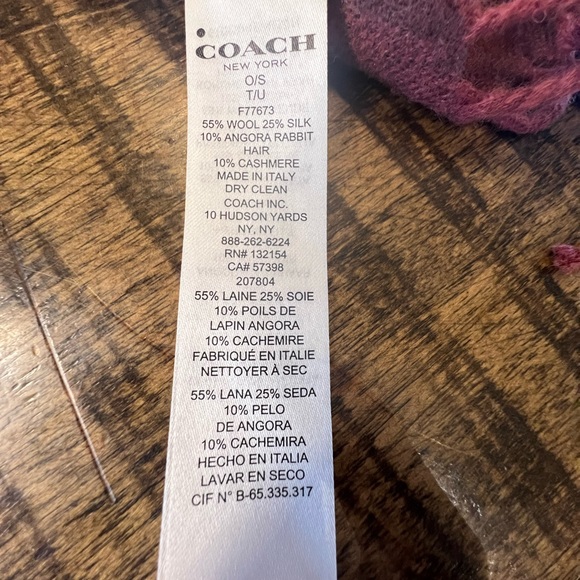 COACH
NEW YORK
O/S
T/U
F77673
55% WOOL 25% SILK
10% ANGORA RABBIT
HAIR
10% CASHMERE
MADE IN ITALY
DRY CLEAN
COACH INC.
10 HUDSON YARDS
NY, NY
888-262-6224
RN# 132154
CA# 57398
207804
55% LAINE 25% SOIE
10% POILS DE
LAPIN ANGORA
10% CACHEMIRE
FABRIQUÉ EN ITALIE
NETTOYER À SEC
55% LANA 25% SEDA
10% PELO
DE ANGORA
10% CACHEMIRA
HECHO EN ITALIA
LAVAR EN SECO
CIF N° B-65.335.317